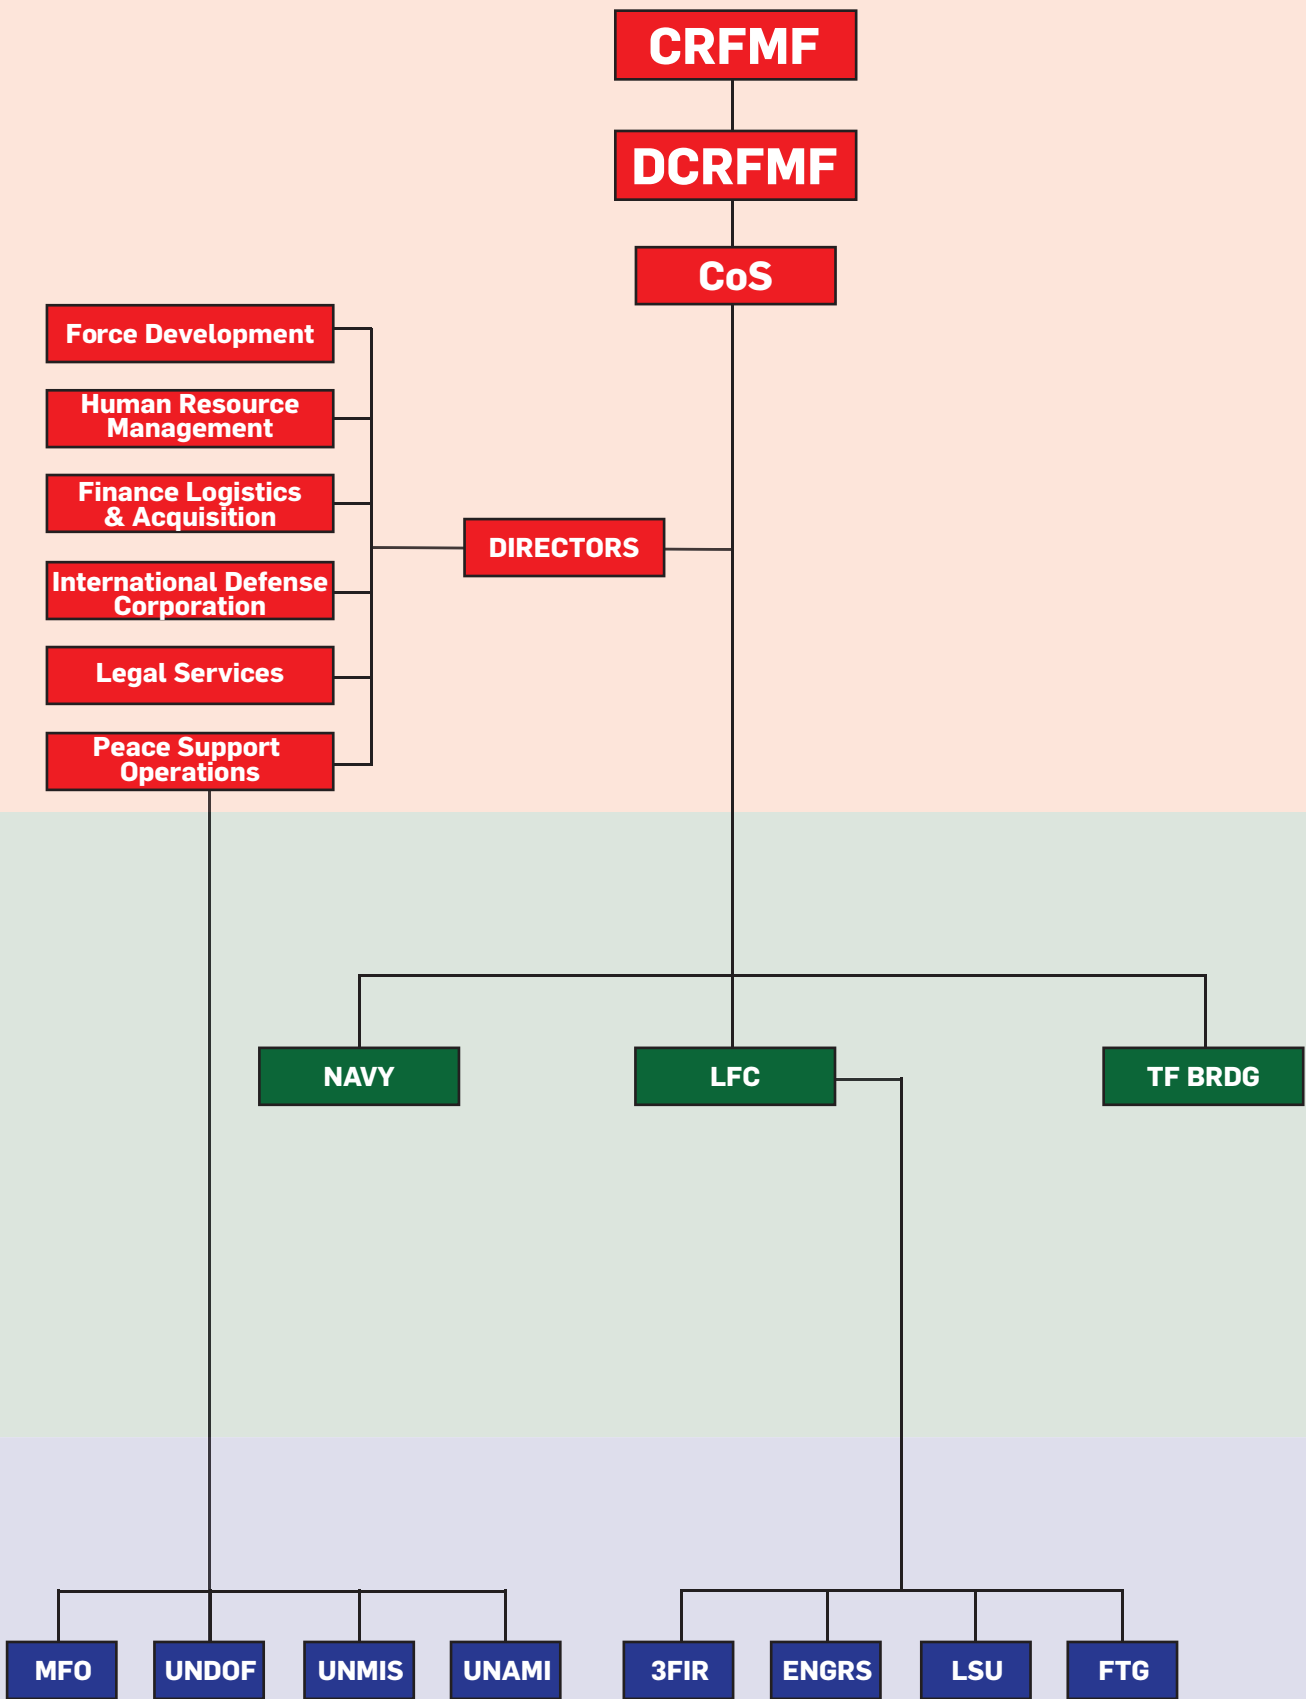 CRFMF
DCRFMF
CoS
Force Development
Human Resource
Management
Finance Logistics
& Acquisition
DIRECTORS
International Defense
Corporation
Legal Services
Peace Support
Operations
NAVY
LFC
TF BRDG
MFO
UNDOF
UNMIS
UNAMI
3FIR
ENGRS
LSU
FTG